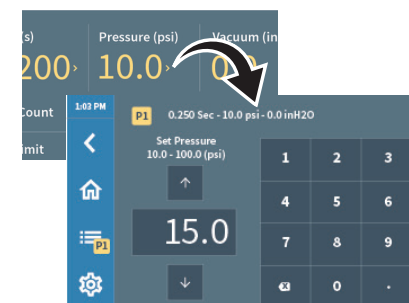 (s) Pressure (psi) Vacuum (in
200 10.0
Count
imit
1:03 PM
P1 0.250 Sec - 10.0 psi - 0.0 inH2O
Set Pressure
10.0 - 100.0 (psi)
15.0
P1
1 2 3
4 5 6
7 8 9
0 .